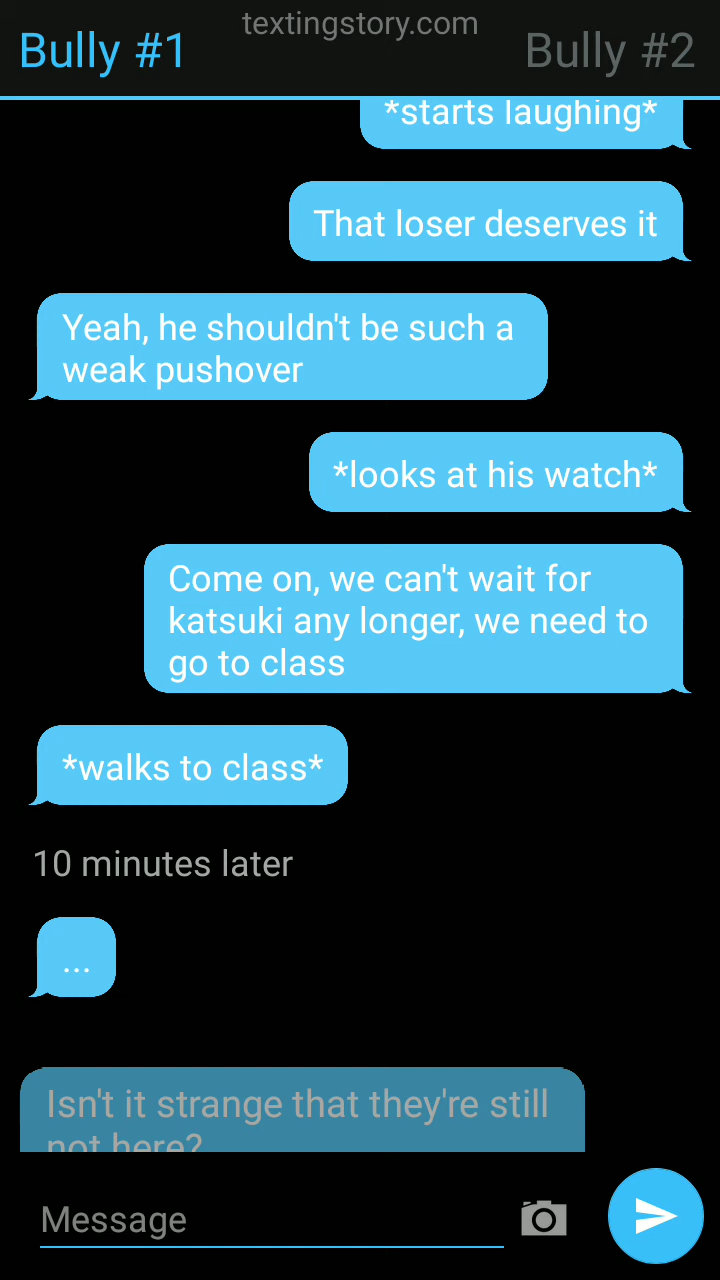 textingstory.com
Bully #1
Bully #2
*starts laughing*
That loser deserves it
Yeah, he shouldn't be such a
weak pushover
*looks at his watch*
Come on, we can't wait for
katsuki any longer, we need to
go to class
*walks to class*
10 minutes later
...
Isn't it strange that they're still
not here?
Message